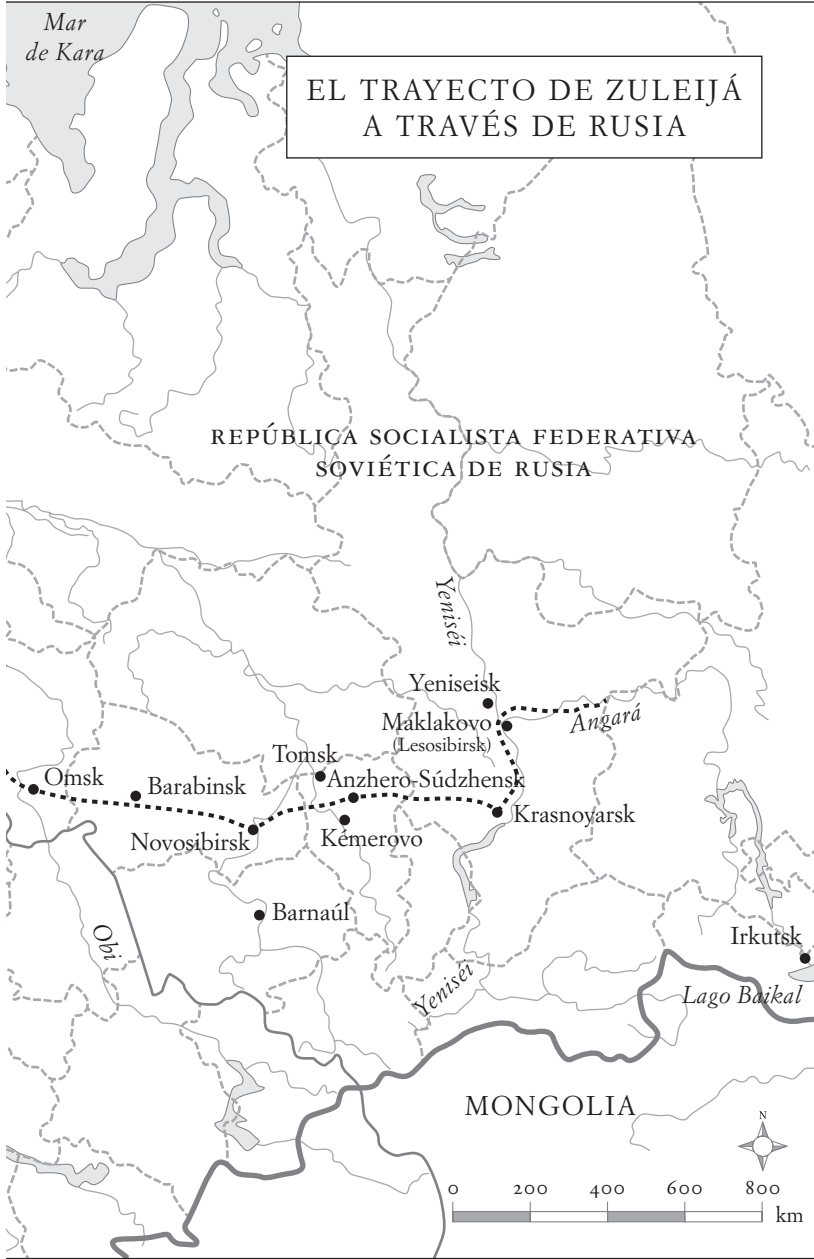 Mar
de Kara
EL TRAYECTO DE ZULEIJÁ
A TRAVÉS DE RUSIA
REPÚBLICA SOCIALISTA FEDERATIVA
SOVIÉTICA DE RUSIA
Yeniséi
Yeniseisk
Máklakovo
(Lesosibirsk)
Angará
Tomsk
Omsk
Barabinsk
Anzhero-Súdzhensk
Novosibirsk
Kémerovo
Krasnoyarsk
Barnaúl
Obi
Irkutsk
Yeniséi
Lago Baikal
MONGOLIA
N
0 200 400 600 800
km